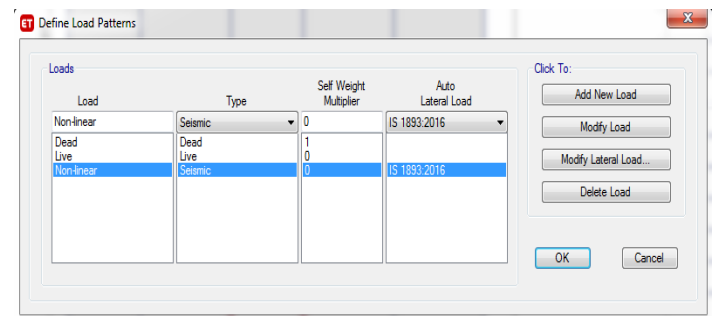 ET Define Load Patterns
Loads
Click To:
Load Type Self Weight Multiplier Auto Lateral Load
Non-linear Seismic 0 IS 1893:2016
Dead Dead 1
Live Live 0
Non-linear Seismic 0 IS 1893:2016
Add New Load
Modify Load
Modify Lateral Load...
Delete Load
OK Cancel